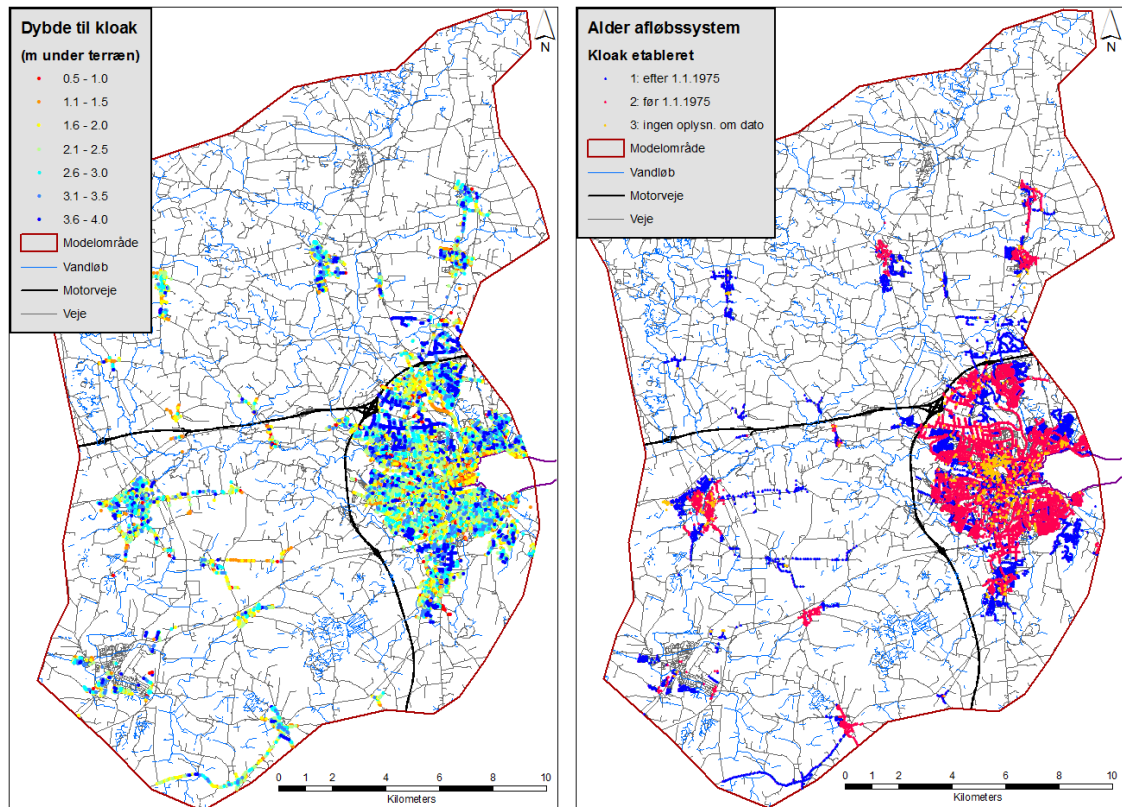 Dybde til kloak
(m under terræn)
0.5 - 1.0
1.1 - 1.5
1.6 - 2.0
2.1 - 2.5
2.6 - 3.0
3.1 - 3.5
3.6 - 4.0
Modelområde
Vandløb
Motorveje
Veje
N
0 1 2 4 6 8 10
Kilometers
Alder afløbssystem
Kloak etableret
1: efter 1.1.1975
2: før 1.1.1975
3: ingen oplysn. om dato
Modelområde
Vandløb
Motorveje
Veje
N
0 1 2 4 6 8 10
Kilometers